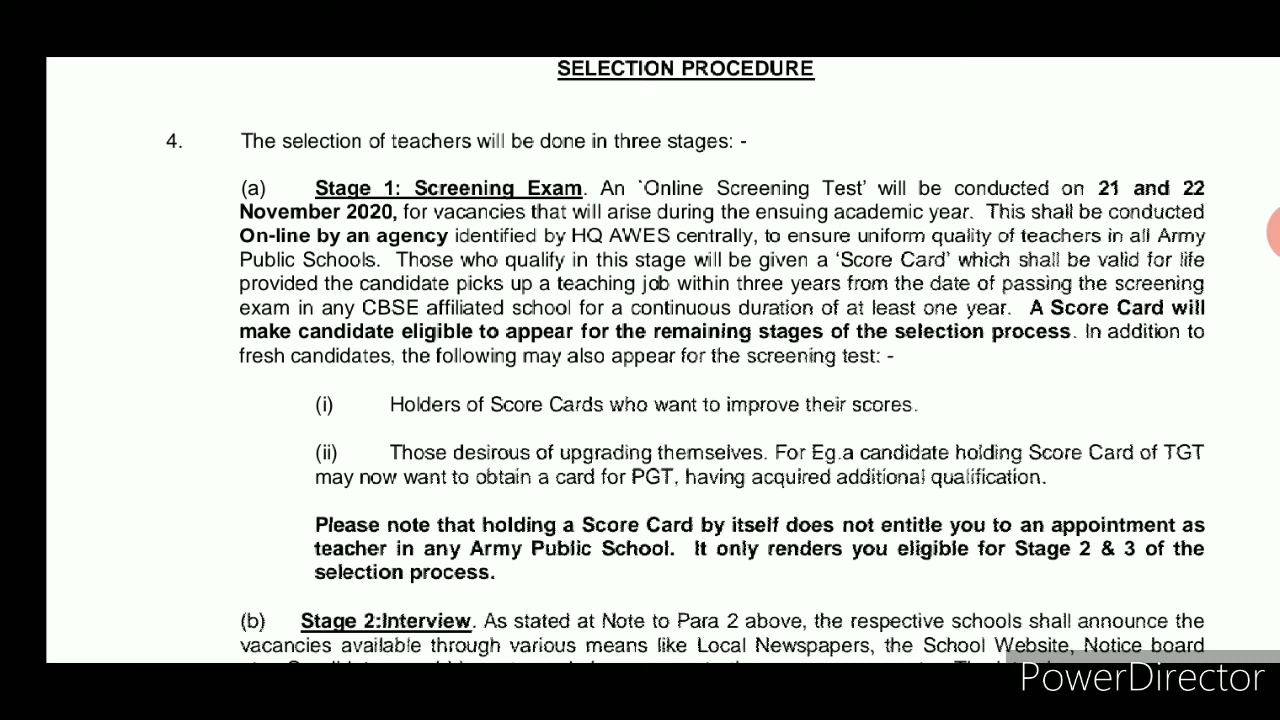 SELECTION PROCEDURE
4. The selection of teachers will be done in three stages: -
(a) Stage 1: Screening Exam. An `Online Screening Test' will be conducted on 21 and 22
November 2020, for vacancies that will arise during the ensuing academic year. This shall be conducted
On-line by an agency identified by HQ AWES centrally, to ensure uniform quality of teachers in all Army
Public Schools. Those who qualify in this stage will be given a 'Score Card' which shall be valid for life
provided the candidate picks up a teaching job within three years from the date of passing the screening
exam in any CBSE affiliated school for a continuous duration of at least one year. A Score Card will
make candidate eligible to appear for the remaining stages of the selection process. In addition to
fresh candidates, the following may also appear for the screening test: -
(i) Holders of Score Cards who want to improve their scores.
(ii) Those desirous of upgrading themselves. For Eg.a candidate holding Score Card of TGT
may now want to obtain a card for PGT, having acquired additional qualification.
Please note that holding a Score Card by itself does not entitle you to an appointment as
teacher in any Army Public School. It only renders you eligible for Stage 2 & 3 of the
selection process.
(b) Stage 2:Interview. As stated at Note to Para 2 above, the respective schools shall announce the
vacancies available through various means like Local Newspapers, the School Website, Notice board
PowerDirector